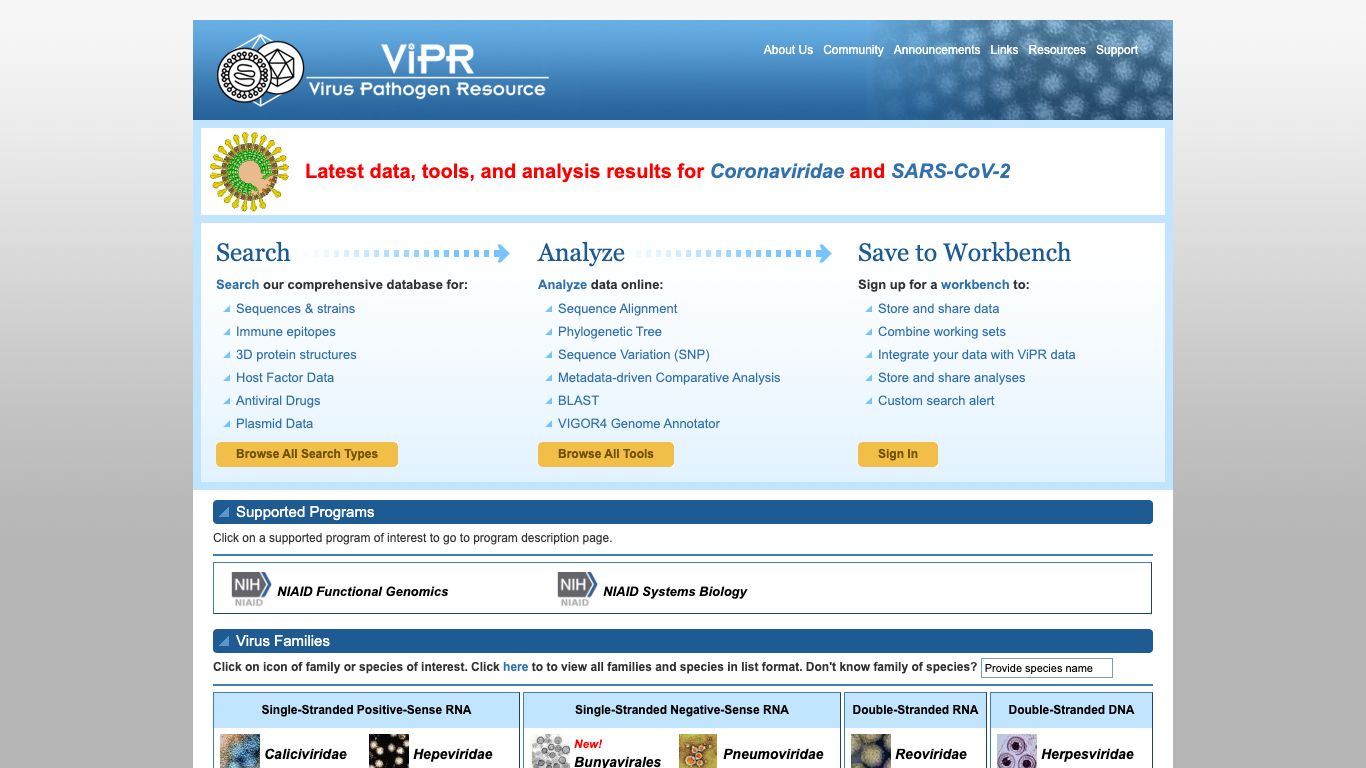 ViPR
Virus Pathogen Resource
About Us Community Announcements Links Resources Support
Latest data, tools, and analysis results for Coronaviridae and SARS-CoV-2
Search
Search our comprehensive database for:
Sequences & strains
Immune epitopes
3D protein structures
Host Factor Data
Antiviral Drugs
Plasmid Data
Browse All Search Types
Analyze
Analyze data online:
Sequence Alignment
Phylogenetic Tree
Sequence Variation (SNP)
Metadata-driven Comparative Analysis
BLAST
VIGOR4 Genome Annotator
Browse All Tools
Save to Workbench
Sign up for a workbench to:
Store and share data
Combine working sets
Integrate your data with ViPR data
Store and share analyses
Custom search alert
Sign In
Supported Programs
Click on a supported program of interest to go to program description page.
NIH
NIAID
NIAID Functional Genomics
NIH
NIAID
NIAID Systems Biology
Virus Families
Click on icon of family or species of interest. Click here to to view all families and species in list format. Don't know family of species? Provide species name
Single-Stranded Positive-Sense RNA
Caliciviridae
Hepeviridae
Single-Stranded Negative-Sense RNA
New!
Bunyavirales
Pneumoviridae
Double-Stranded RNA
Reoviridae
Double-Stranded DNA
Herpesviridae